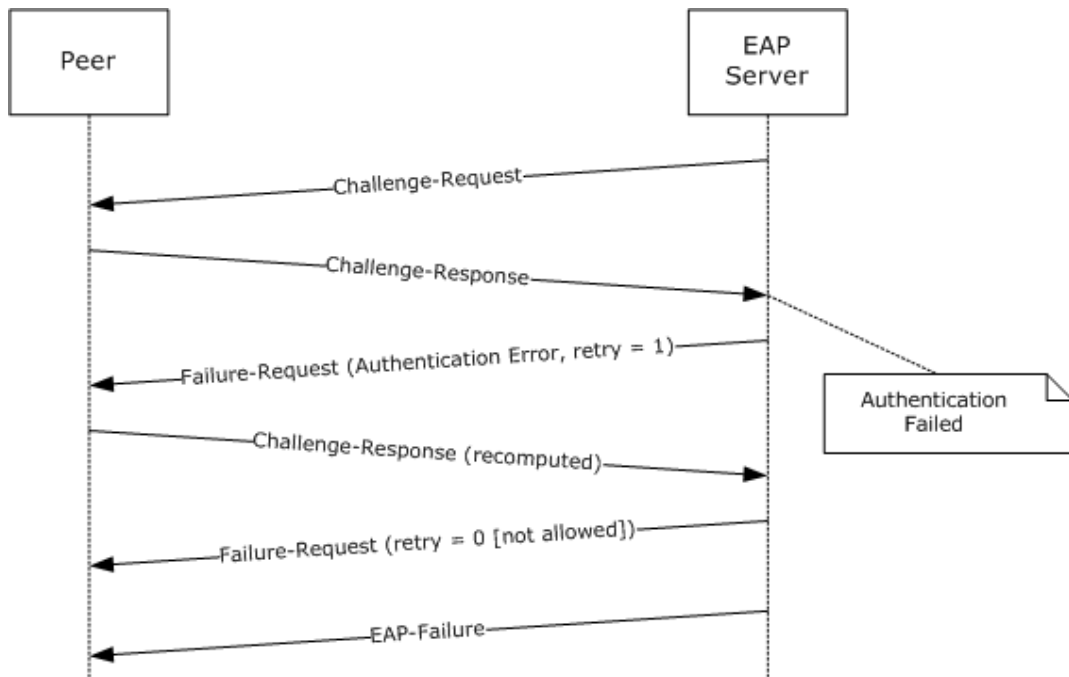 Peer
EAP
Server
Challenge-Request
Challenge-Response
Failure-Request (Authentication Error, retry = 1)
Authentication
Failed
Challenge-Response (recomputed)
Failure-Request (retry = 0 [not allowed])
EAP-Failure